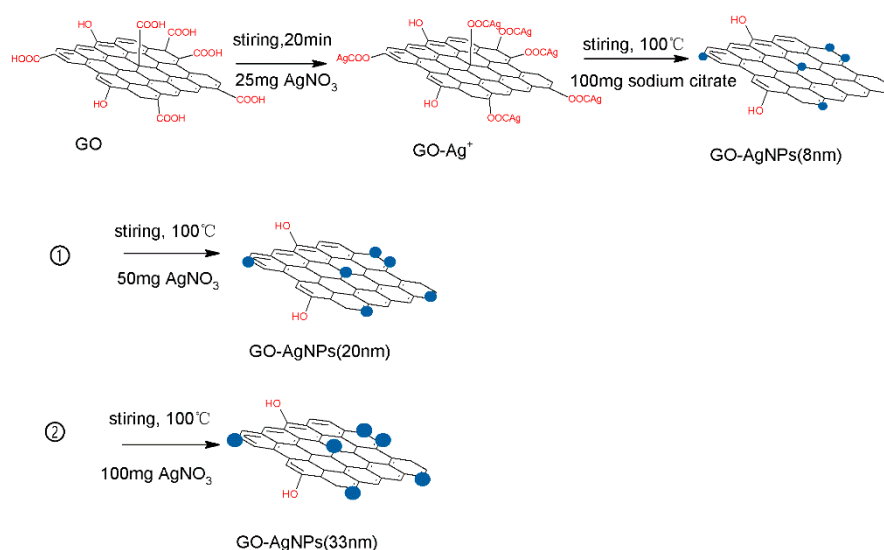 HO COOH COOH COOH
HOOC COOH
HO COOH COOH
GO
stiring,20min
25mg AgNO₃
HO OOCAg OOCAg
AgCOO OOCAg
HO OOCAg OOCAg
GO-Ag⁺
stiring, 100℃
100mg sodium citrate
HO
HO
GO-AgNPs(8nm)
①
stiring, 100℃
50mg AgNO₃
HO
HO
GO-AgNPs(20nm)
②
stiring, 100℃
100mg AgNO₃
HO
HO
GO-AgNPs(33nm)